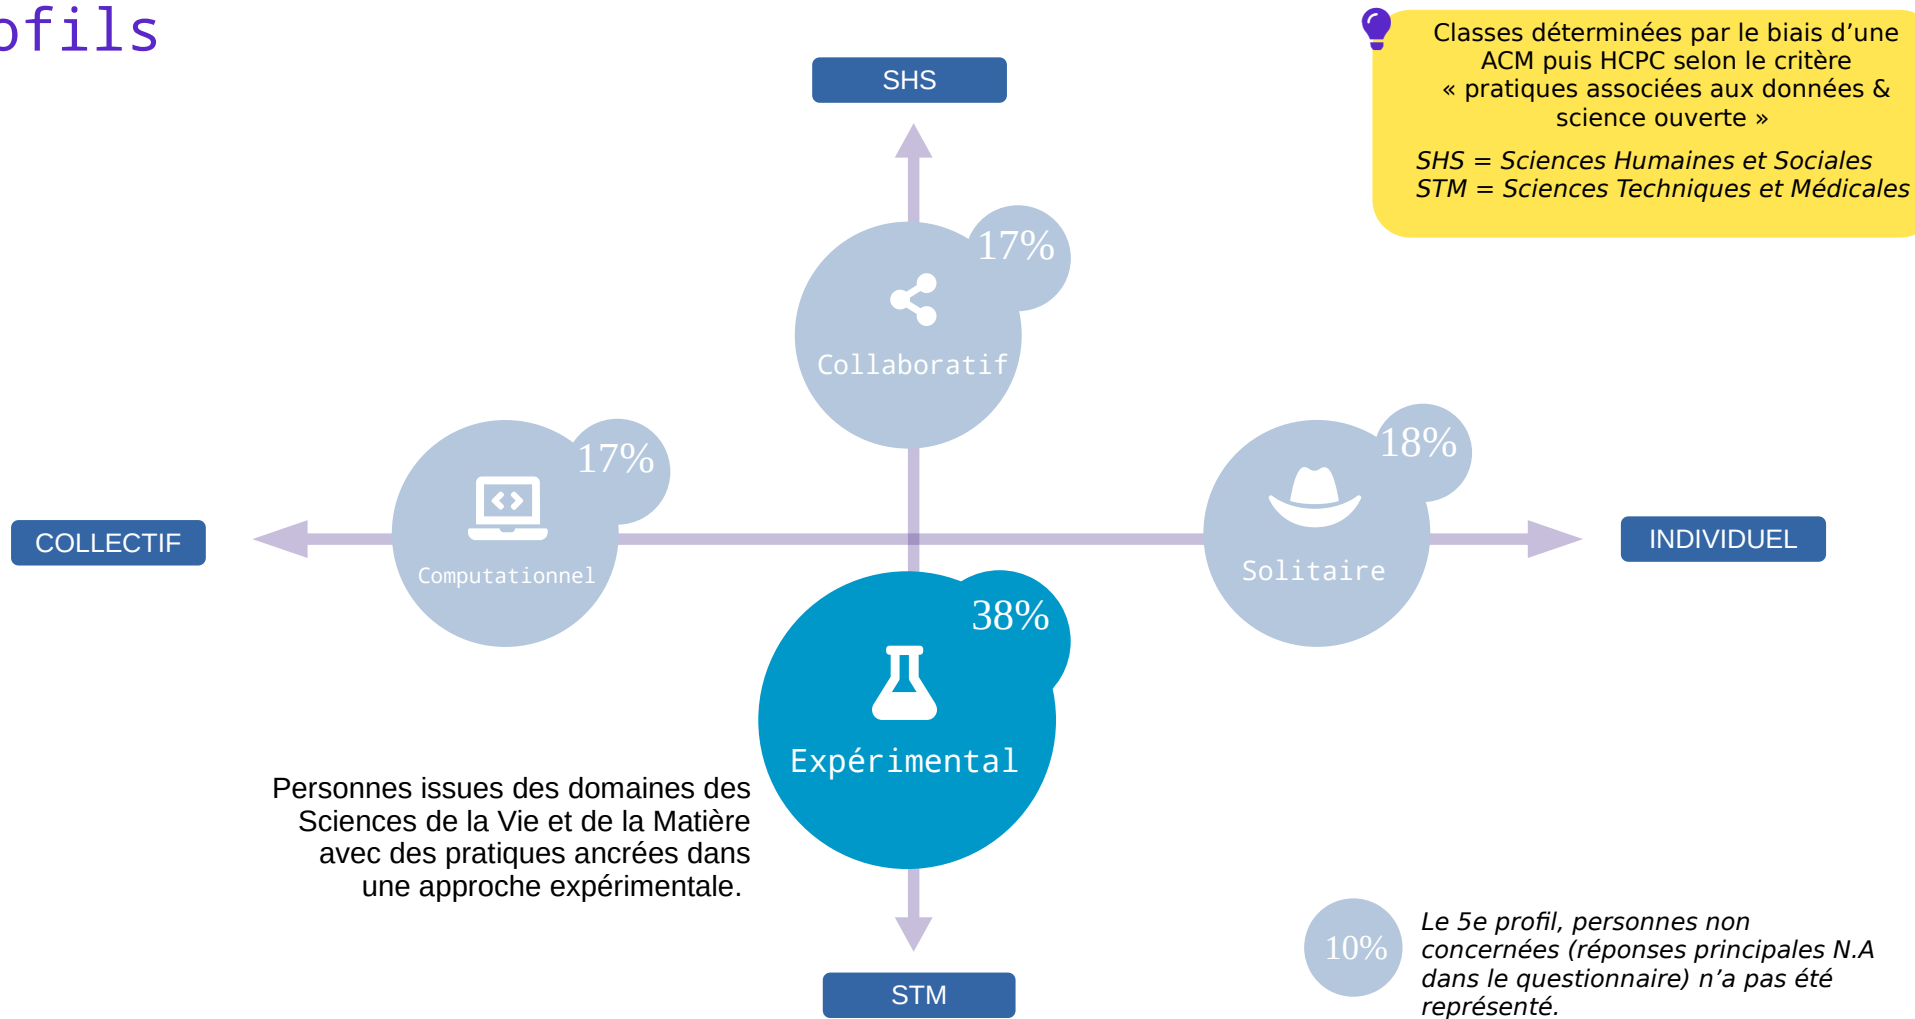 ofils
Classes déterminées par le biais d’une
ACM puis HCPC selon le critère
« pratiques associées aux données &
science ouverte »
SHS = Sciences Humaines et Sociales
STM = Sciences Techniques et Médicales
SHS
17%
Collaboratif
17%
Computationnel
18%
Solitaire
COLLECTIF
INDIVIDUEL
38%
Expérimental
Personnes issues des domaines des
Sciences de la Vie et de la Matière
avec des pratiques ancrées dans
une approche expérimentale.
10%
Le 5e profil, personnes non
concernées (réponses principales N.A
dans le questionnaire) n’a pas été
représenté.
STM